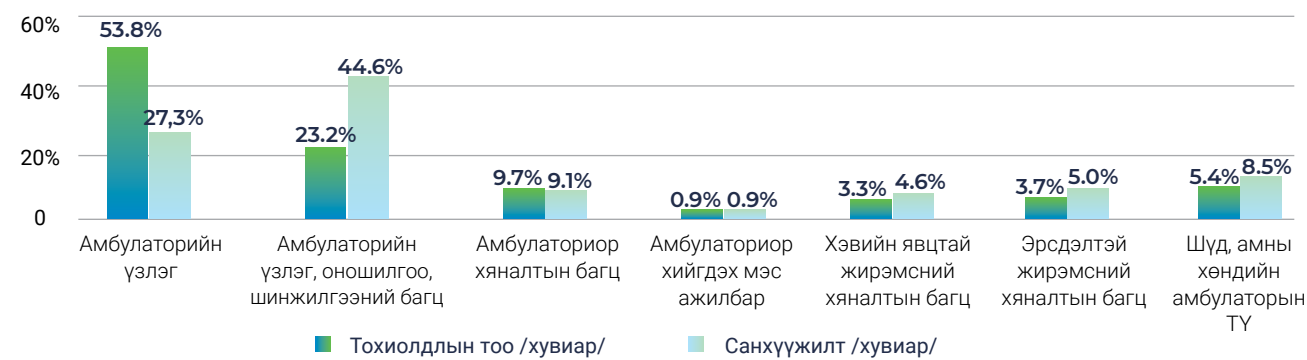 60%
40%
20%
0
53.8%
27,3%
23.2%
44.6%
9.7% 9.1%
0.9% 0.9%
3.3% 4.6%
3.7% 5.0%
5.4% 8.5%
Амбулаторийн
үзлэг
Амбулаторийн
үзлэг, оношилгоо,
шинжилгээний багц
Амбулаториор
хяналтын багц
Амбулаториор
хийгдэх мэс
ажилбар
Хэвийн явцтай
жирэмсний
хяналтын багц
Эрсдэлтэй
жирэмсний
хяналтын багц
Шүд, амны
хөндийн
амбулаторын
ТҮ
Тохиолдлын тоо /хувиар/
Санхүүжилт /хувиар/